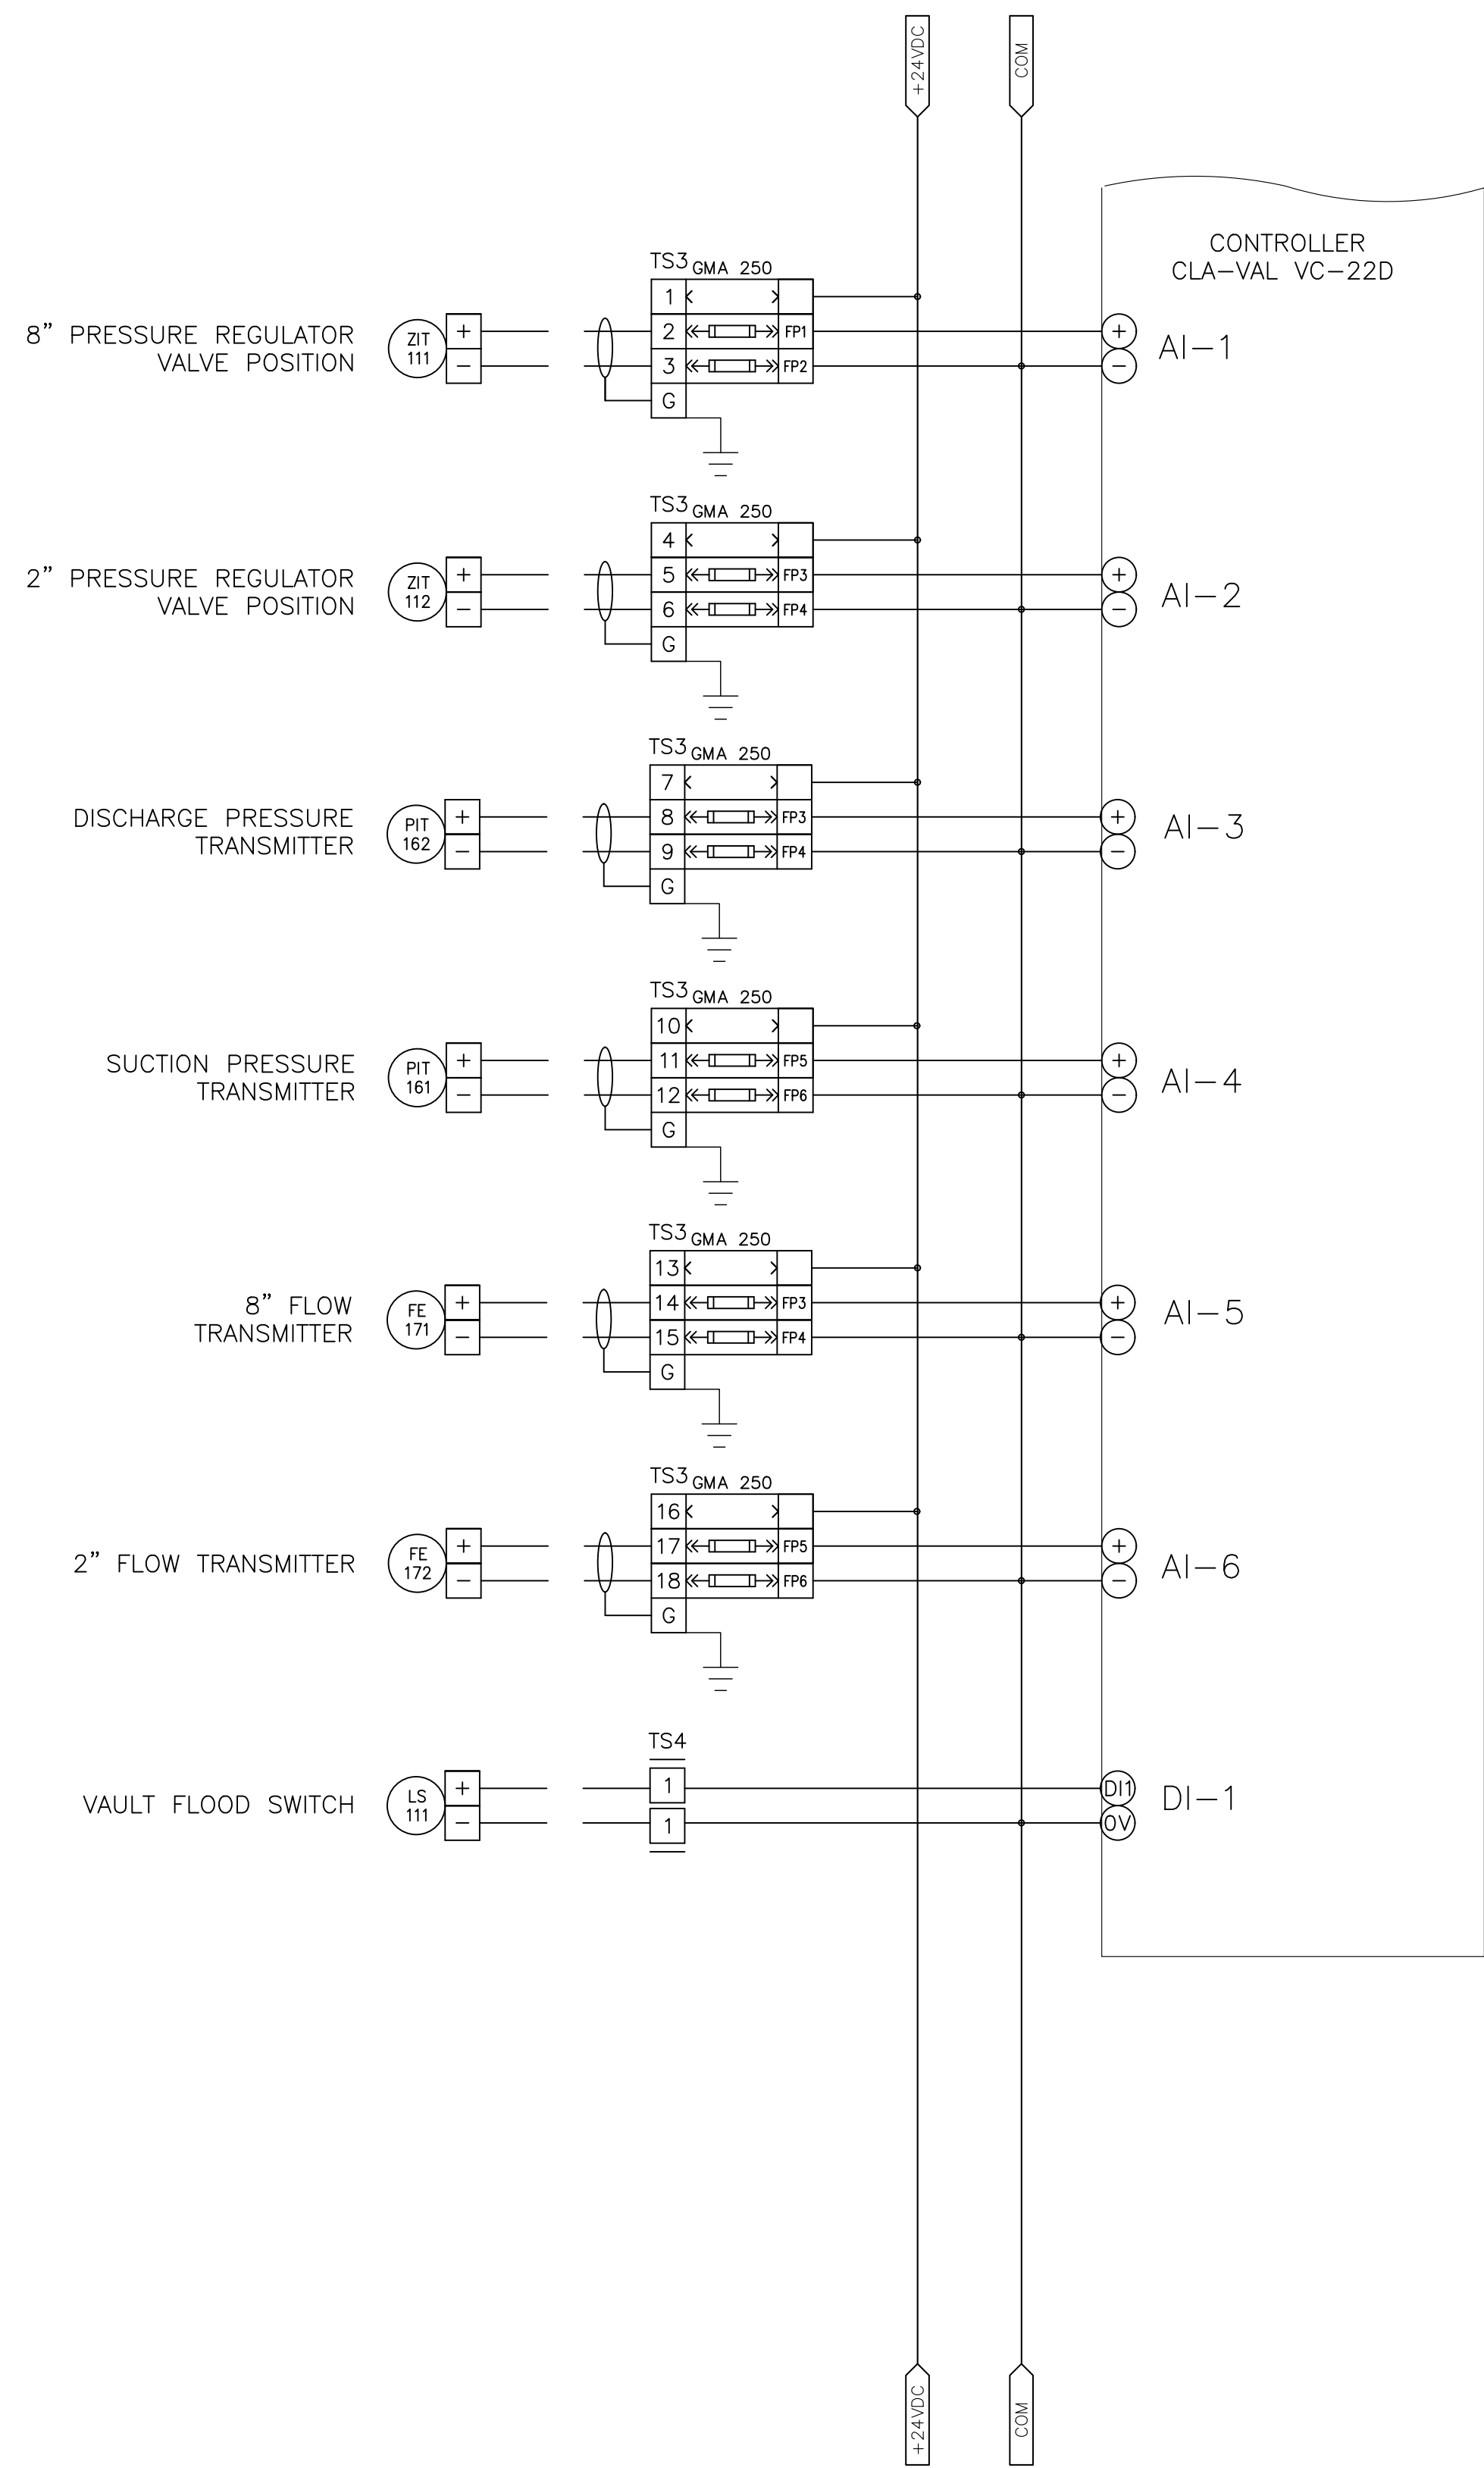 +24VDC
COM
CONTROLLER
CLA-VAL VC-22D
TS3 GMA 250
1
8” PRESSURE REGULATOR
VALVE POSITION
ZIT
111
+
-
2
FP1
3
FP2
G
+
-
AI-1
TS3 GMA 250
4
2” PRESSURE REGULATOR
VALVE POSITION
ZIT
112
+
-
5
FP3
6
FP4
G
+
-
AI-2
TS3 GMA 250
7
DISCHARGE PRESSURE
TRANSMITTER
PIT
162
+
-
8
FP3
9
FP4
G
+
-
AI-3
TS3 GMA 250
10
SUCTION PRESSURE
TRANSMITTER
PIT
161
+
-
11
FP5
12
FP6
G
+
-
AI-4
TS3 GMA 250
13
8” FLOW
TRANSMITTER
FE
171
+
-
14
FP3
15
FP4
G
+
-
AI-5
TS3 GMA 250
16
2” FLOW TRANSMITTER
FE
172
+
-
17
FP5
18
FP6
G
+
-
AI-6
TS4
VAULT FLOOD SWITCH
LS
111
+
-
1
1
DI1
0V
DI-1
+24VDC
COM